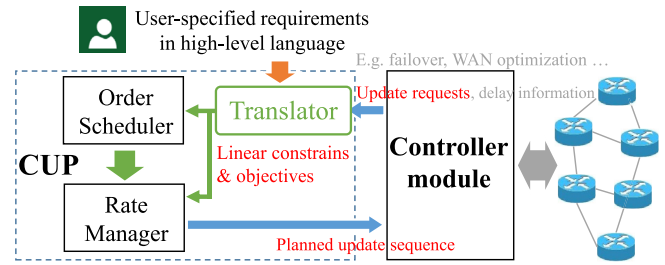 User-specified requirements
in high-level language
E.g. failover, WAN optimization ...
Order
Scheduler
Translator
Update requests, delay information
CUP
Linear constrains
& objectives
Controller
module
Rate
Manager
Planned update sequence